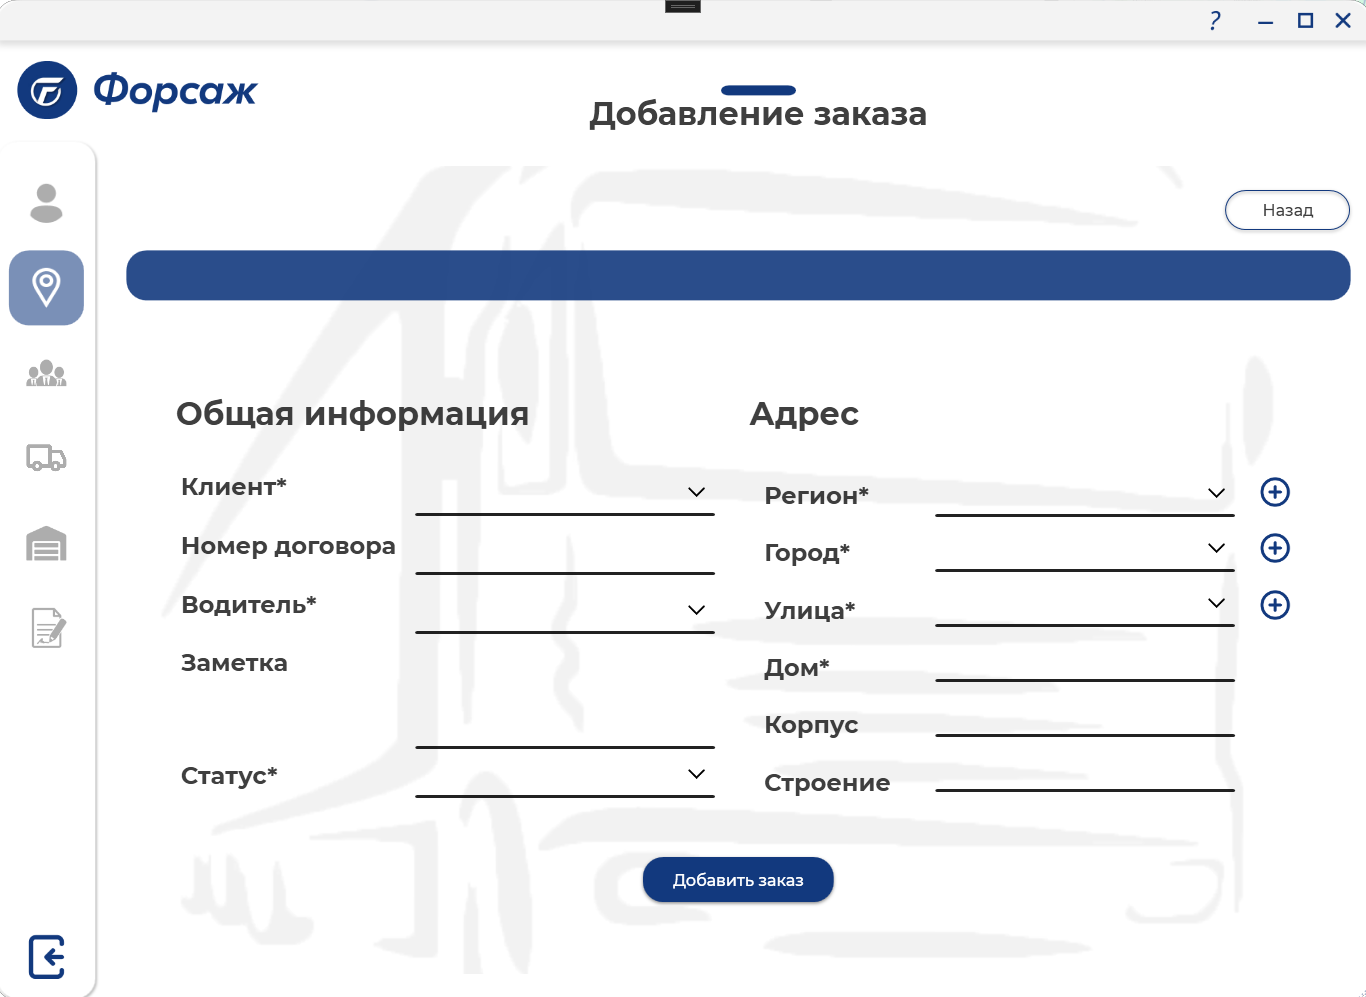 ?
Форсаж
Добавление заказа
Назад
Общая информация
Клиент*
Номер договора
Водитель*
Заметка
Статус*
Адрес
Регион*
Город*
Улица*
Дом*
Корпус
Строение
Добавить заказ